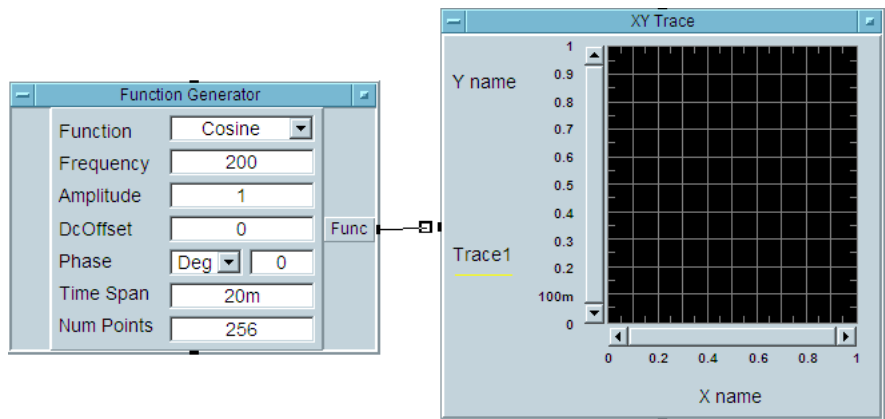 Function Generator
Function Cosine
Frequency 200
Amplitude 1
DcOffset 0
Phase Deg 0
Time Span 20m
Num Points 256
Func
XY Trace
Y name
Trace1
1
0.9
0.8
0.7
0.6
0.5
0.4
0.3
0.2
100m
0
0 0.2 0.4 0.6 0.8 1
X name